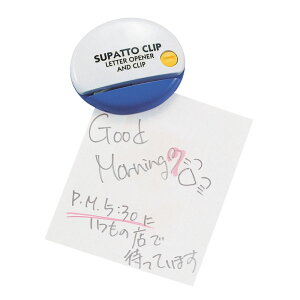 SUPATTO CLIP
LETTER OPENER
AND CLIP
Good
Morning
P.M.5:30に
いつもの店で
待っています